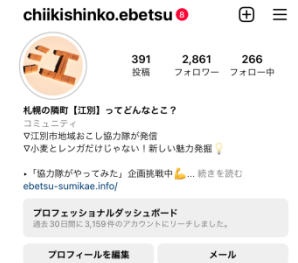 chiikishinko.ebetsu 8
391 2,861 266
投稿 フォロワー フォロー中
札幌の隣町【江別】ってどんなとこ？
コミュニティ
▽江別市地域おこし協力隊が発信
▽小麦とレンガだけじゃない！新しい魅力発掘💡
▸「協力隊がやってみた」企画挑戦中💪... 続きを読む
ebetsu-sumikae.info/
プロフェッショナルダッシュボード
過去30日間に3,159件のアカウントにリーチしました。
プロフィールを編集 メール